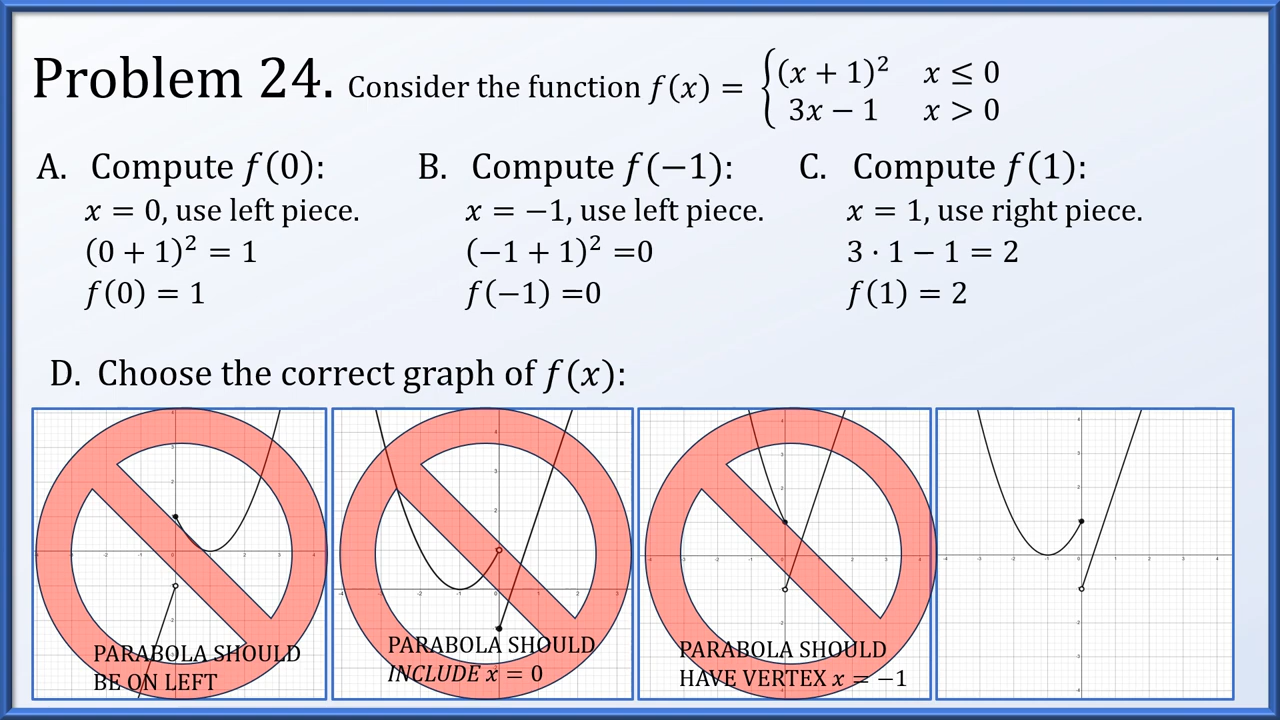 Problem 24. Consider the function f(x) = { (x + 1)² x ≤ 0
3x − 1 x > 0
A. Compute f(0): B. Compute f(−1): C. Compute f(1):
x = 0, use left piece. x = −1, use left piece. x = 1, use right piece.
(0 + 1)² = 1 (−1 + 1)² =0 3 · 1 − 1 = 2
f(0) = 1 f(−1) =0 f(1) = 2
D. Choose the correct graph of f(x):
PARABOLA SHOULD
BE ON LEFT
PARABOLA SHOULD
INCLUDE x = 0
PARABOLA SHOULD
HAVE VERTEX x = −1